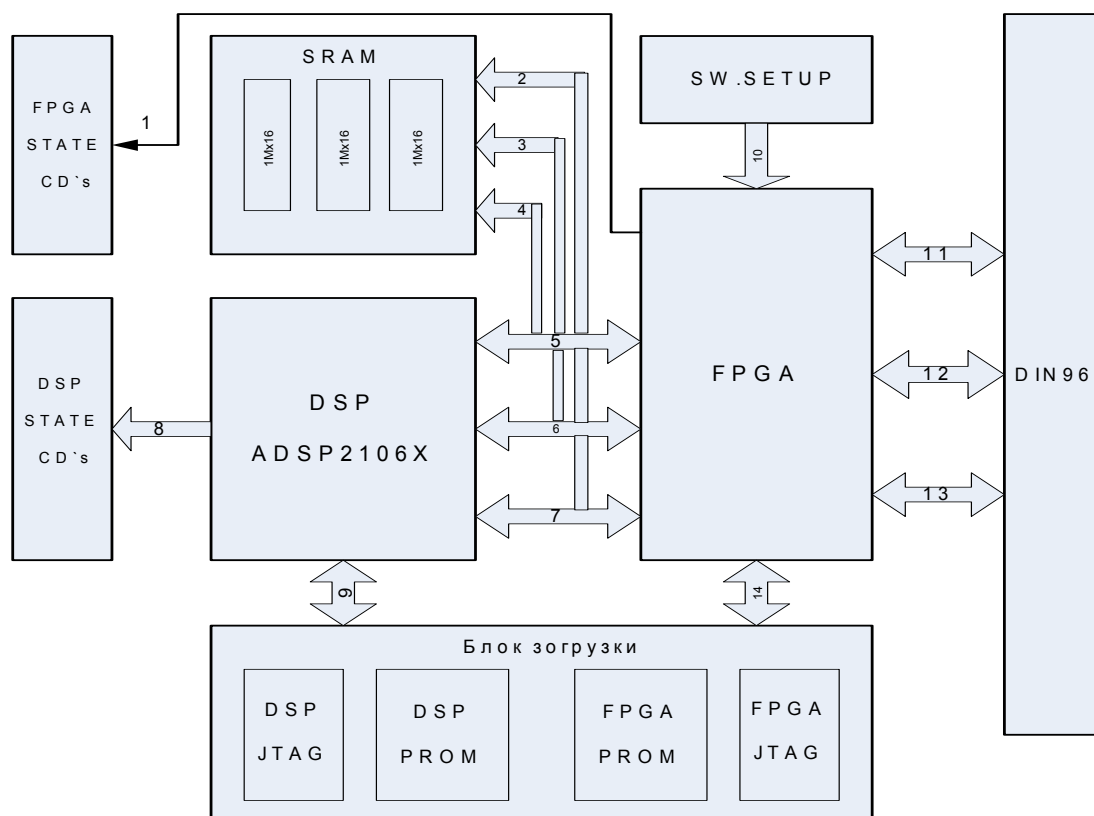 FPGA
STATE
CD`s
1
SRAM
1Mx16
1Mx16
1Mx16
2
3
4
SW.SETUP
10
FPGA
11
12
13
DIN96
DSP
STATE
CD`s
8
DSP
ADSP2106X
5
6
7
9
14
Блок зогрузки
DSP
JTAG
DSP
PROM
FPGA
PROM
FPGA
JTAG